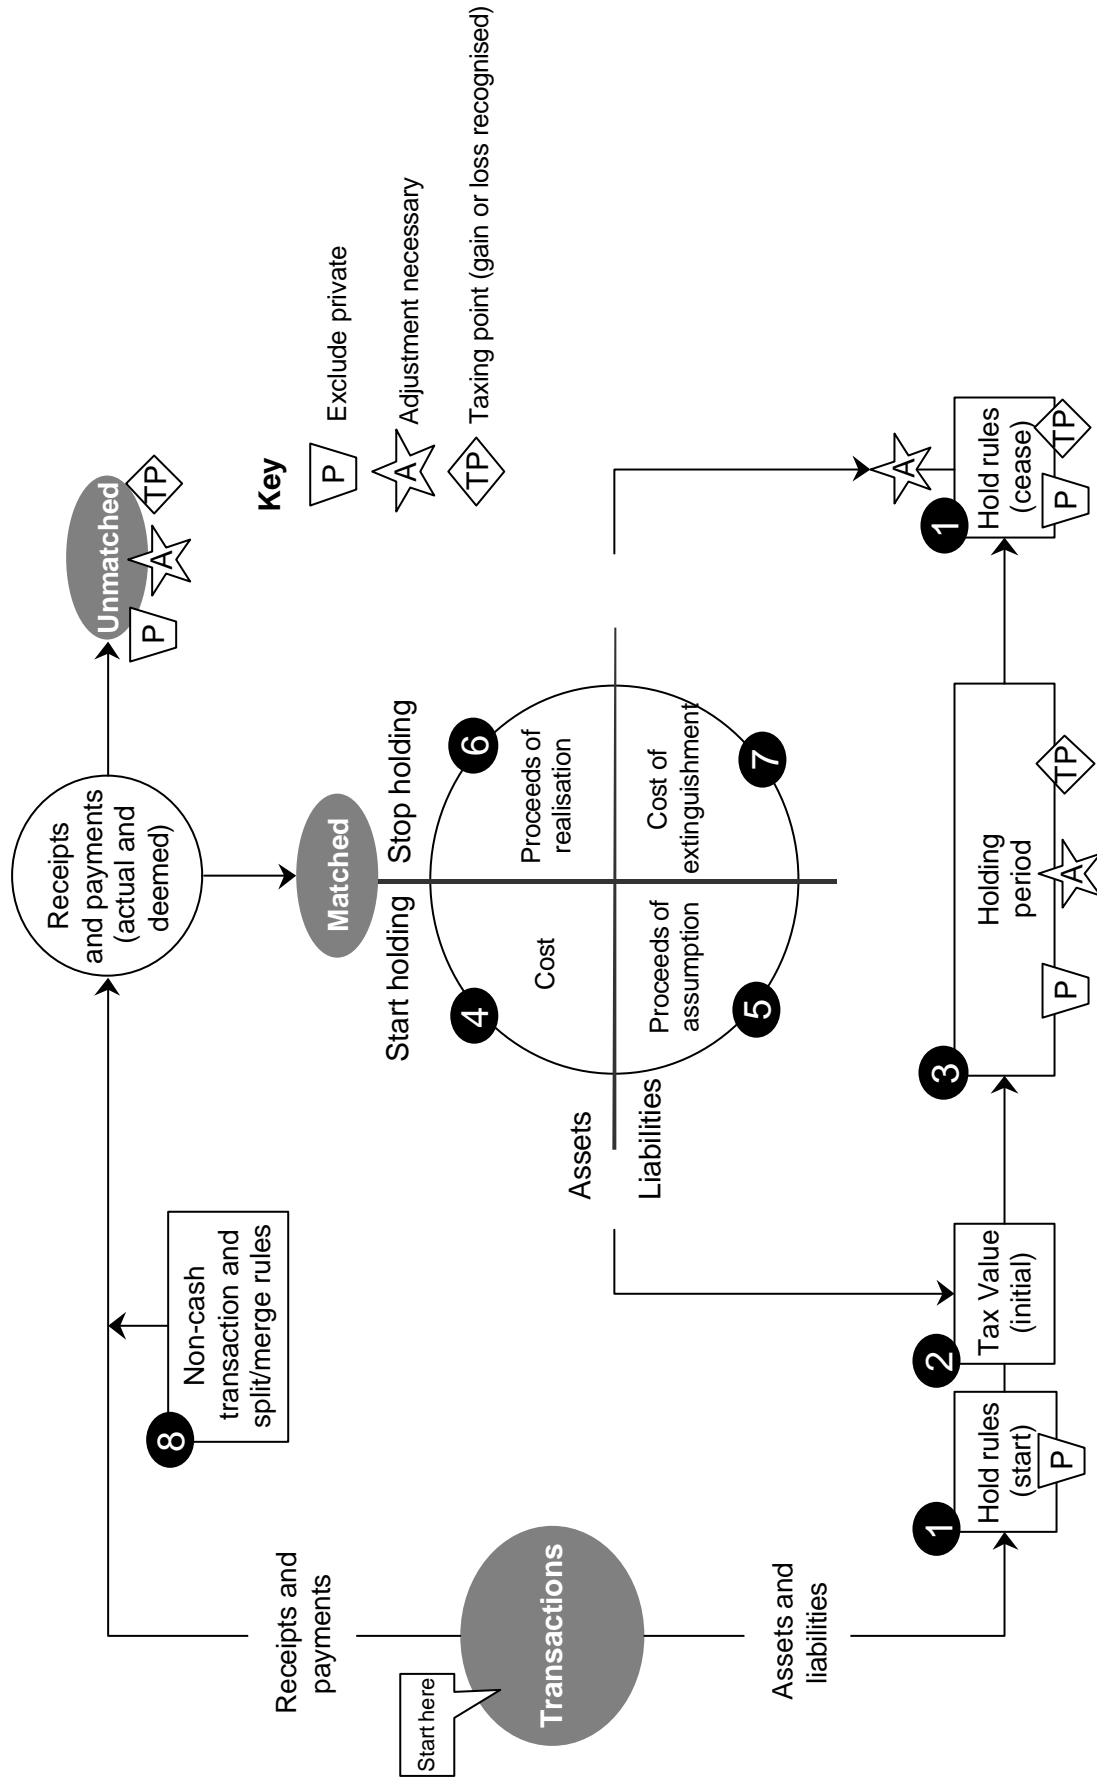 Start here
Transactions
Receipts and
payments
8
Non-cash
transaction and
split/merge rules
Receipts
and payments
(actual and
deemed)
Unmatched
P
A
TP
Matched
Start holding
Stop holding
Assets
Liabilities
4
Cost
6
Proceeds of
realisation
5
Proceeds of
assumption
7
Cost of
extinguishment
Key
P
Exclude private
A
Adjustment necessary
TP
Taxing point (gain or loss recognised)
Assets and
liabilities
1
Hold rules
(start)
P
2
Tax Value
(initial)
3
Holding
period
P
A
TP
A
1
Hold rules
(cease)
P
TP